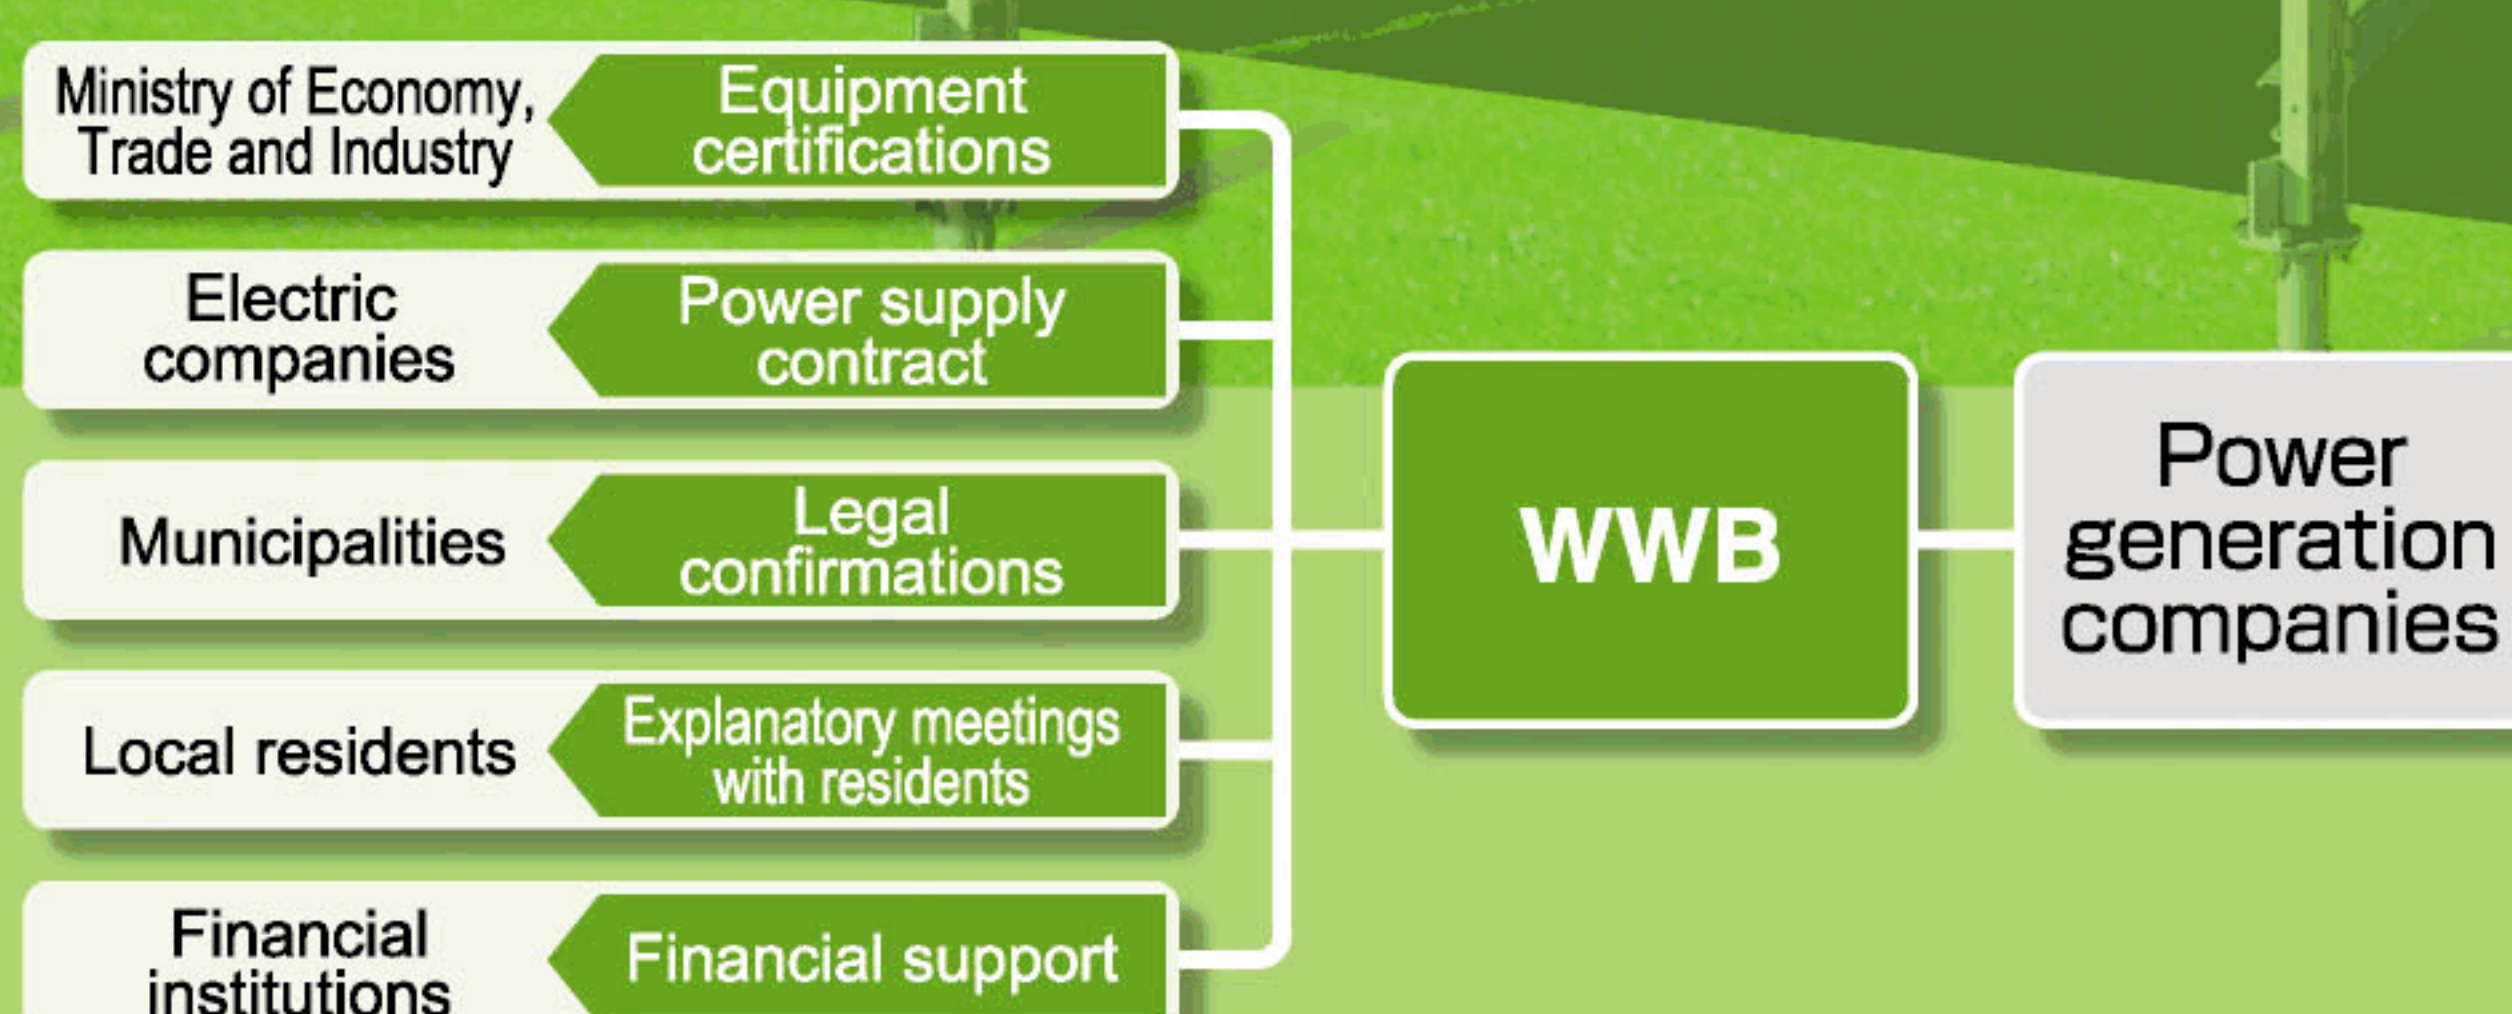 Ministry of Economy,
Trade and Industry
Equipment
certifications
Electric
companies
Power supply
contract
Municipalities
Legal
confirmations
Local residents
Explanatory meetings
with residents
Financial
institutions
Financial support
WWB
Power
generation
companies